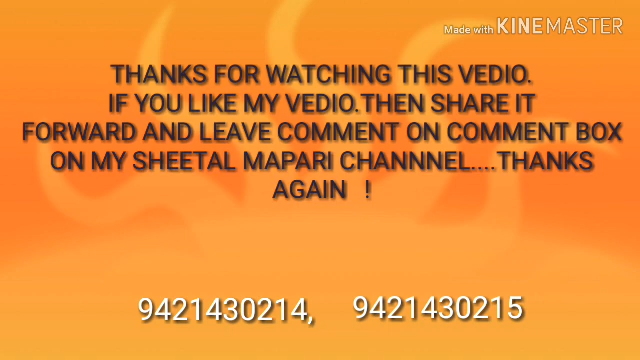 Made with KINEMASTER
THANKS FOR WATCHING THIS VEDIO.
IF YOU LIKE MY VEDIO.THEN SHARE IT
FORWARD AND LEAVE COMMENT ON COMMENT BOX
ON MY SHEETAL MAPARI CHANNNEL....THANKS
AGAIN !
9421430214, 9421430215